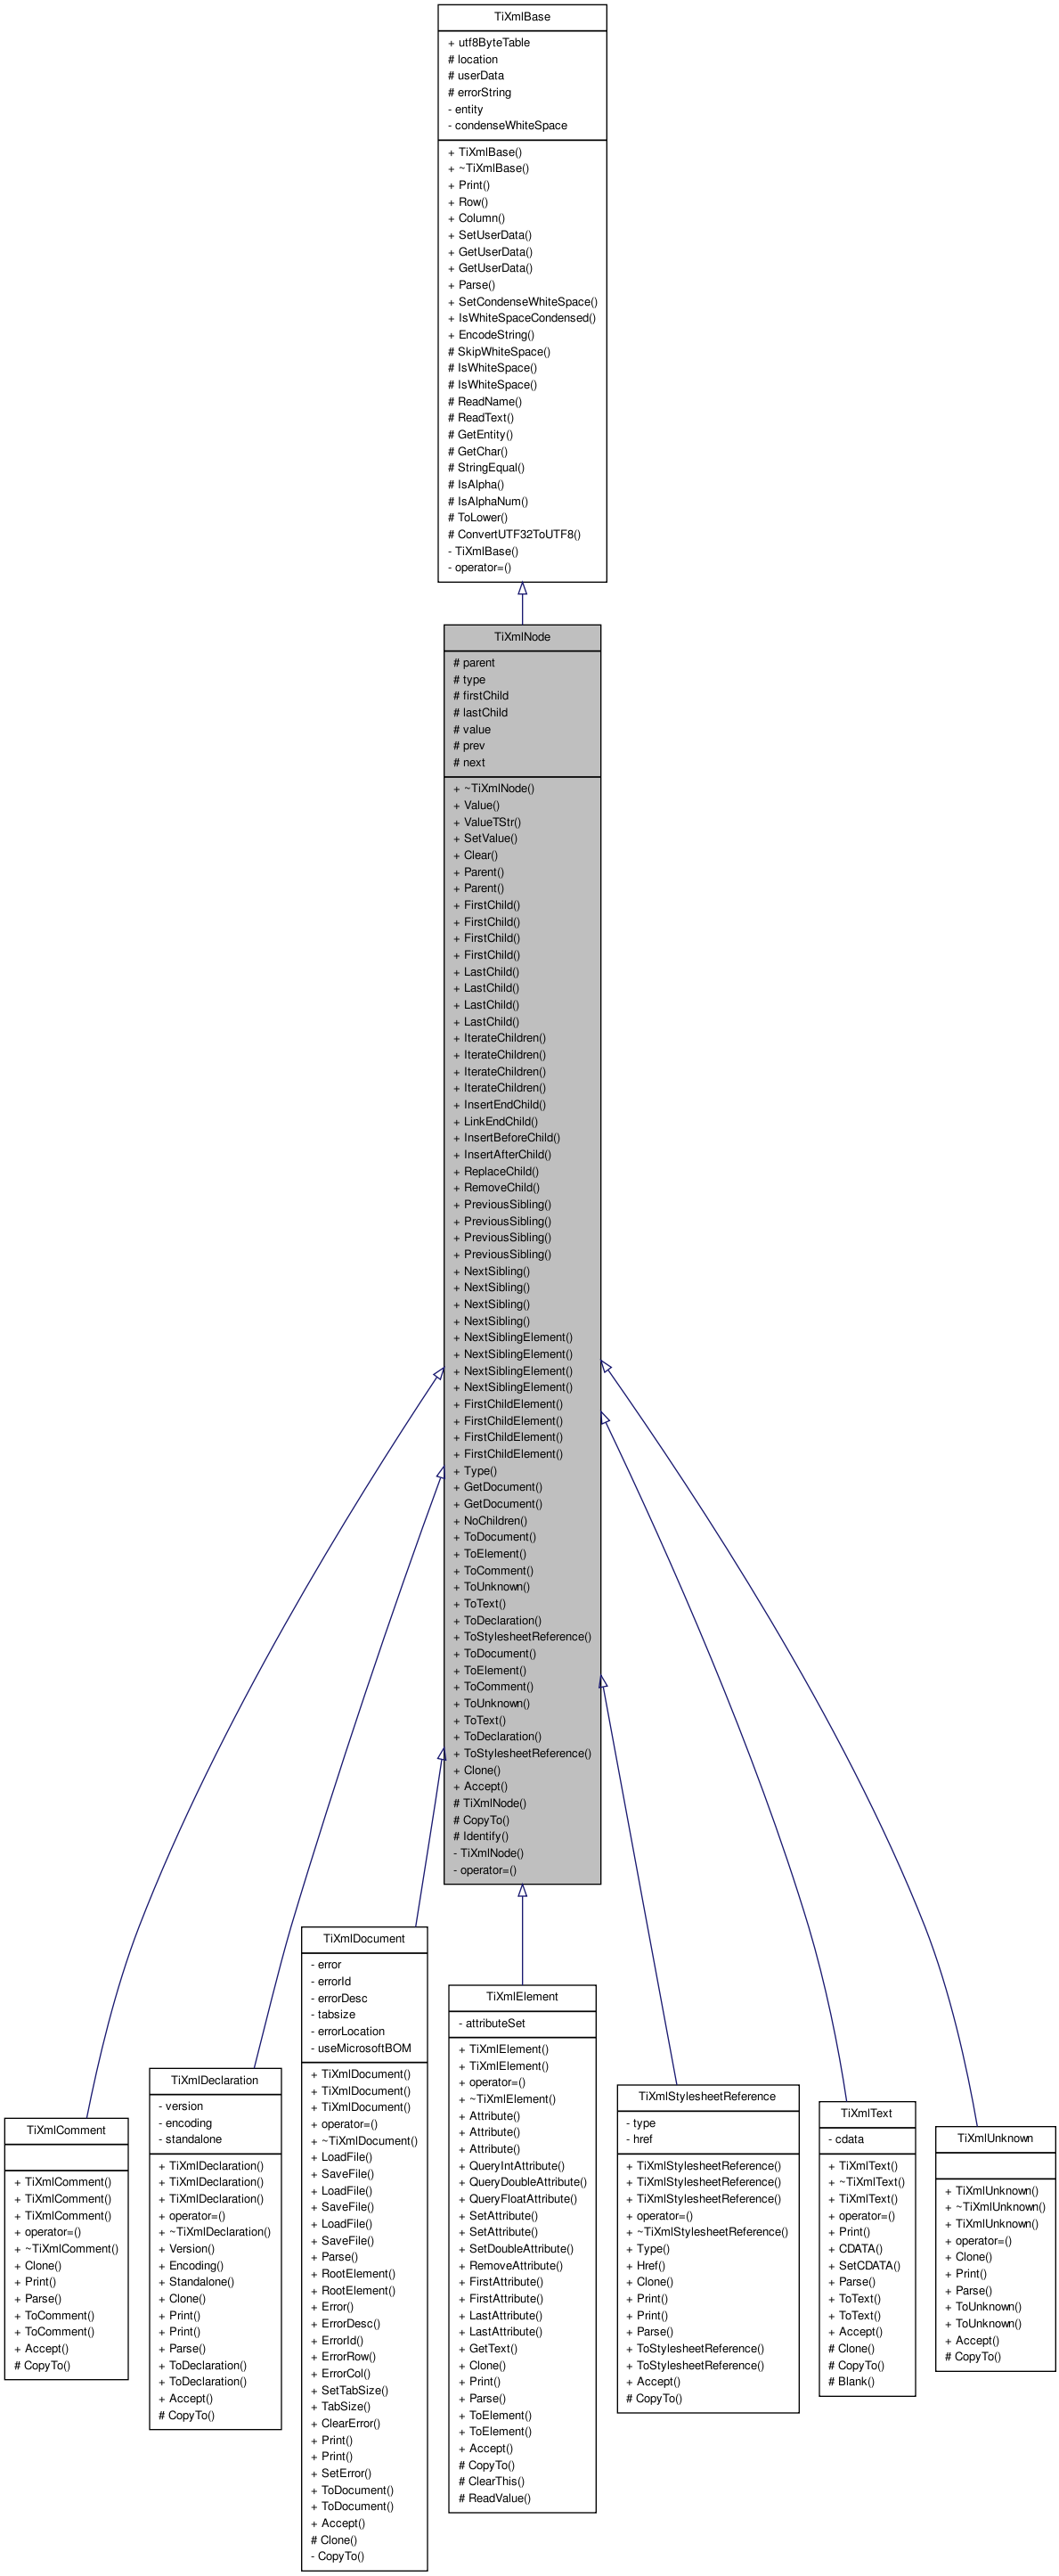 TiXmlBase
+ utf8ByteTable
# location
# userData
# errorString
- entity
- condenseWhiteSpace
+ TiXmlBase()
+ ~TiXmlBase()
+ Print()
+ Row()
+ Column()
+ SetUserData()
+ GetUserData()
+ GetUserData()
+ Parse()
+ SetCondenseWhiteSpace()
+ IsWhiteSpaceCondensed()
+ EncodeString()
# SkipWhiteSpace()
# IsWhiteSpace()
# IsWhiteSpace()
# ReadName()
# ReadText()
# GetEntity()
# GetChar()
# StringEqual()
# IsAlpha()
# IsAlphaNum()
# ToLower()
# ConvertUTF32ToUTF8()
- TiXmlBase()
- operator=()
TiXmlNode
# parent
# type
# firstChild
# lastChild
# value
# prev
# next
+ ~TiXmlNode()
+ Value()
+ ValueTStr()
+ SetValue()
+ Clear()
+ Parent()
+ Parent()
+ FirstChild()
+ FirstChild()
+ FirstChild()
+ FirstChild()
+ LastChild()
+ LastChild()
+ LastChild()
+ LastChild()
+ IterateChildren()
+ IterateChildren()
+ IterateChildren()
+ IterateChildren()
+ InsertEndChild()
+ LinkEndChild()
+ InsertBeforeChild()
+ InsertAfterChild()
+ ReplaceChild()
+ RemoveChild()
+ PreviousSibling()
+ PreviousSibling()
+ PreviousSibling()
+ PreviousSibling()
+ NextSibling()
+ NextSibling()
+ NextSibling()
+ NextSibling()
+ NextSiblingElement()
+ NextSiblingElement()
+ NextSiblingElement()
+ NextSiblingElement()
+ FirstChildElement()
+ FirstChildElement()
+ FirstChildElement()
+ FirstChildElement()
+ Type()
+ GetDocument()
+ GetDocument()
+ NoChildren()
+ ToDocument()
+ ToElement()
+ ToComment()
+ ToUnknown()
+ ToText()
+ ToDeclaration()
+ ToStylesheetReference()
+ ToDocument()
+ ToElement()
+ ToComment()
+ ToUnknown()
+ ToText()
+ ToDeclaration()
+ ToStylesheetReference()
+ Clone()
+ Accept()
# TiXmlNode()
# CopyTo()
# Identify()
- TiXmlNode()
- operator=()
TiXmlComment
+ TiXmlComment()
+ TiXmlComment()
+ TiXmlComment()
+ operator=()
+ ~TiXmlComment()
+ Clone()
+ Print()
+ Parse()
+ ToComment()
+ ToComment()
+ Accept()
# CopyTo()
TiXmlDeclaration
- version
- encoding
- standalone
+ TiXmlDeclaration()
+ TiXmlDeclaration()
+ TiXmlDeclaration()
+ operator=()
+ ~TiXmlDeclaration()
+ Version()
+ Encoding()
+ Standalone()
+ Clone()
+ Print()
+ Print()
+ Parse()
+ ToDeclaration()
+ ToDeclaration()
+ Accept()
# CopyTo()
TiXmlDocument
- error
- errorId
- errorDesc
- tabsize
- errorLocation
- useMicrosoftBOM
+ TiXmlDocument()
+ TiXmlDocument()
+ TiXmlDocument()
+ operator=()
+ ~TiXmlDocument()
+ LoadFile()
+ SaveFile()
+ LoadFile()
+ SaveFile()
+ LoadFile()
+ SaveFile()
+ Parse()
+ RootElement()
+ RootElement()
+ Error()
+ ErrorDesc()
+ ErrorId()
+ ErrorRow()
+ ErrorCol()
+ SetTabSize()
+ TabSize()
+ ClearError()
+ Print()
+ Print()
+ SetError()
+ ToDocument()
+ ToDocument()
+ Accept()
# Clone()
- CopyTo()
TiXmlElement
- attributeSet
+ TiXmlElement()
+ TiXmlElement()
+ operator=()
+ ~TiXmlElement()
+ Attribute()
+ Attribute()
+ Attribute()
+ QueryIntAttribute()
+ QueryDoubleAttribute()
+ QueryFloatAttribute()
+ SetAttribute()
+ SetAttribute()
+ SetDoubleAttribute()
+ RemoveAttribute()
+ FirstAttribute()
+ FirstAttribute()
+ LastAttribute()
+ LastAttribute()
+ GetText()
+ Clone()
+ Print()
+ Parse()
+ ToElement()
+ ToElement()
+ Accept()
# CopyTo()
# ClearThis()
# ReadValue()
TiXmlStylesheetReference
- type
- href
+ TiXmlStylesheetReference()
+ TiXmlStylesheetReference()
+ TiXmlStylesheetReference()
+ operator=()
+ ~TiXmlStylesheetReference()
+ Type()
+ Href()
+ Clone()
+ Print()
+ Print()
+ Parse()
+ ToStylesheetReference()
+ ToStylesheetReference()
+ Accept()
# CopyTo()
TiXmlText
- cdata
+ TiXmlText()
+ ~TiXmlText()
+ TiXmlText()
+ operator=()
+ Print()
+ CDATA()
+ SetCDATA()
+ Parse()
+ ToText()
+ ToText()
+ Accept()
# Clone()
# CopyTo()
# Blank()
TiXmlUnknown
+ TiXmlUnknown()
+ ~TiXmlUnknown()
+ TiXmlUnknown()
+ operator=()
+ Clone()
+ Print()
+ Parse()
+ ToUnknown()
+ ToUnknown()
+ Accept()
# CopyTo()